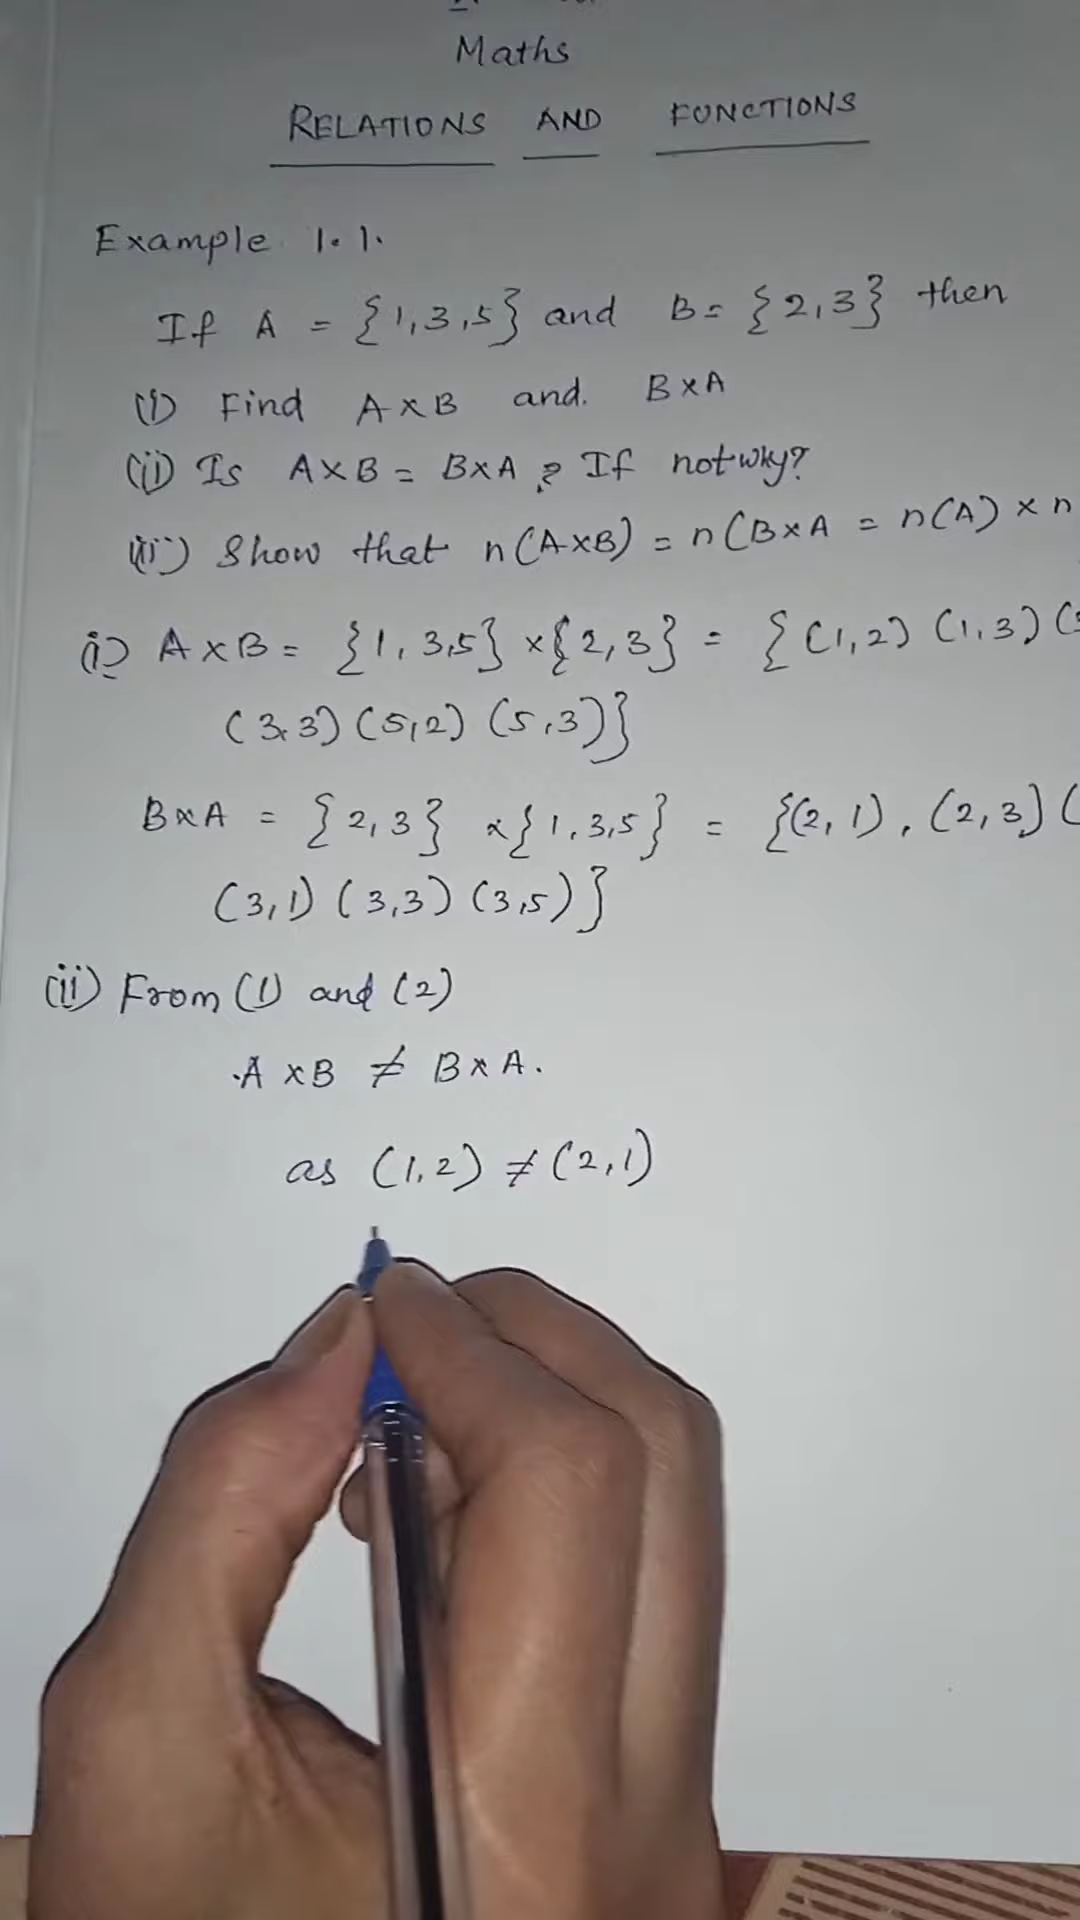 Maths
RELATIONS AND FUNCTIONS
Example 1.1.
If A = {1,3,5} and B = {2,3} then
(i) Find A×B and. B×A
(ii) Is A×B = B×A ? If not why?
(iii) Show that n(A×B) = n(B×A = n(A) × n
(i) A×B = {1,3,5} ×{2,3} = {(1,2) (1,3) (
(3,3) (5,2) (5,3)}
B×A = {2,3} ×{1,3,5} = {(2,1), (2,3) (
(3,1) (3,3) (3,5)}
(ii) From (1) and (2)
.A×B ≠ B×A.
as (1,2) ≠ (2,1)